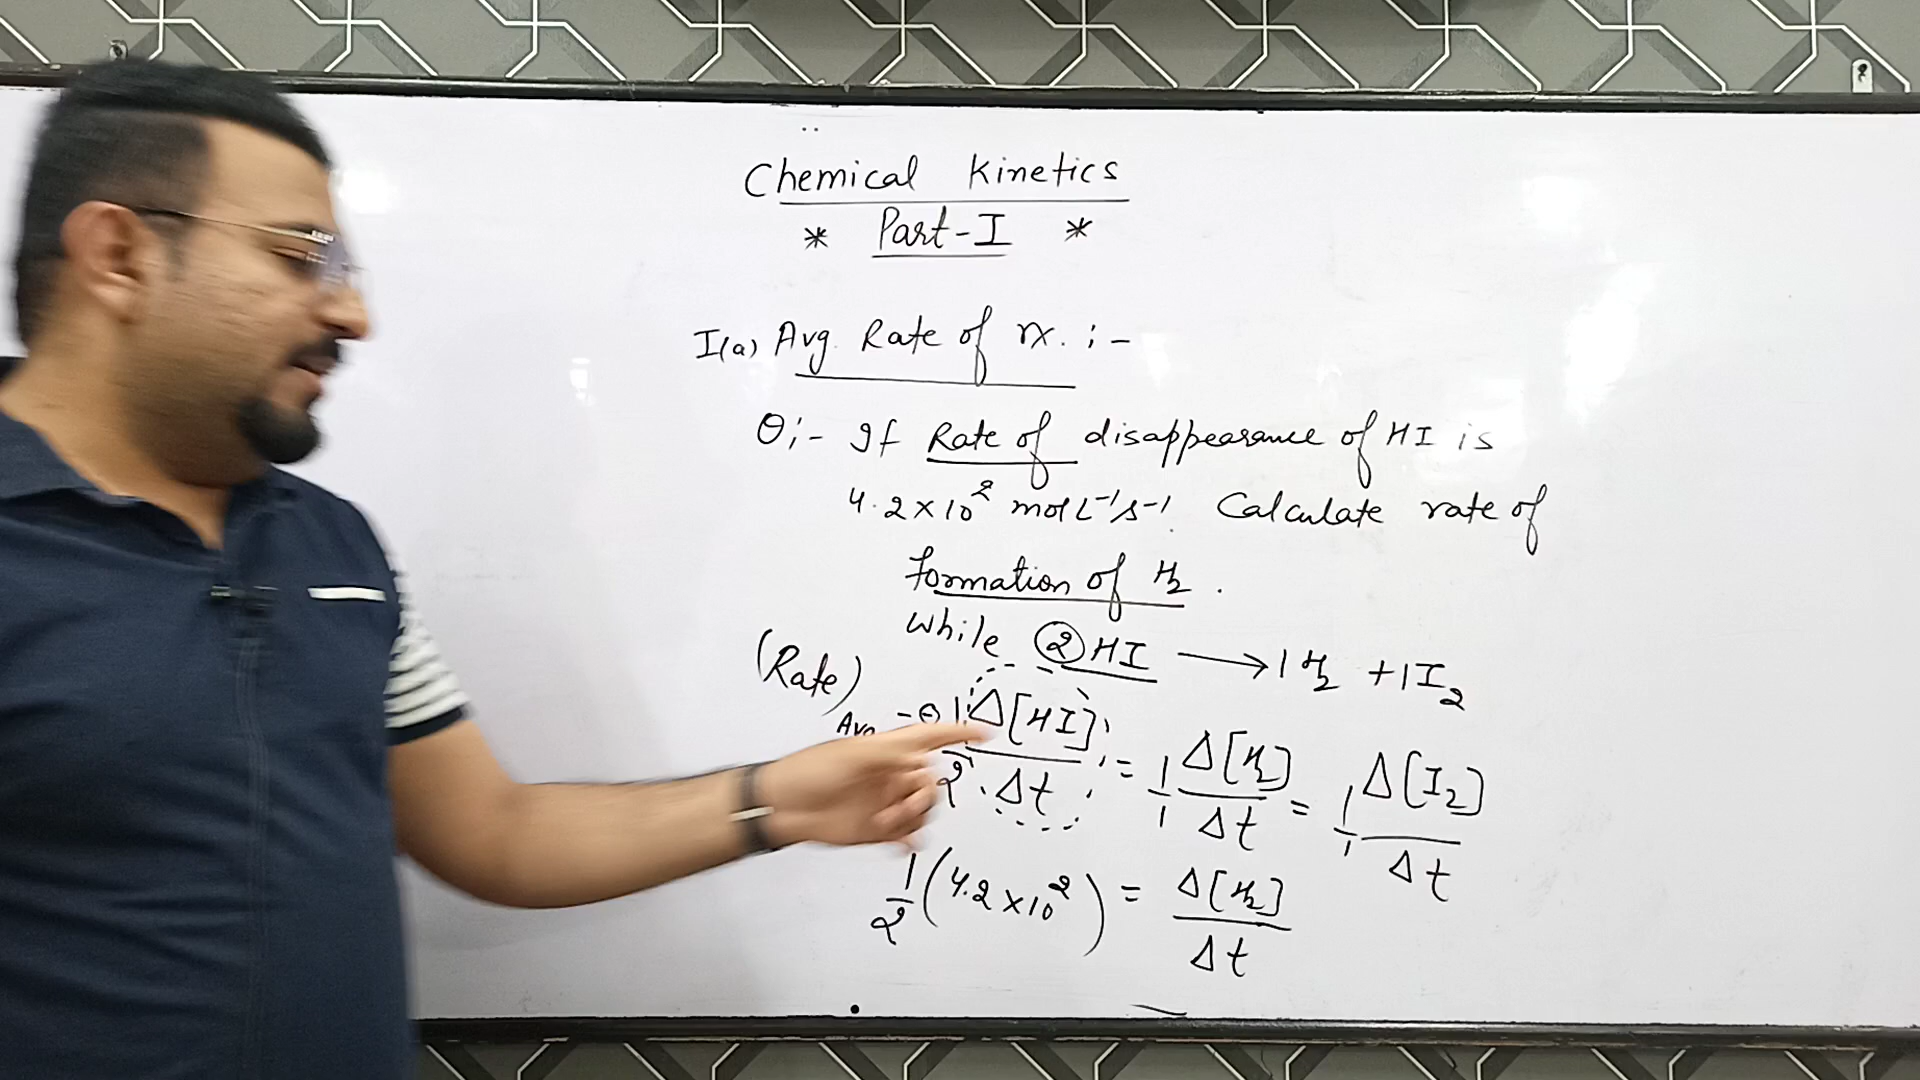 Chemical Kinetics
* Part-I *
I(a) Avg. Rate of rx. :-
Q:- If Rate of disappearance of HI is
4.2×10² mol L⁻¹s⁻¹. Calculate rate of
formation of H₂.
While ②HI → 1H₂ + 1I₂
(Rate)
Avg
1/2 Δ[HI]/Δt = 1/1 Δ[H₂]/Δt = 1/1 Δ[I₂]/Δt
1/2 (4.2×10²) = Δ[H₂]/Δt